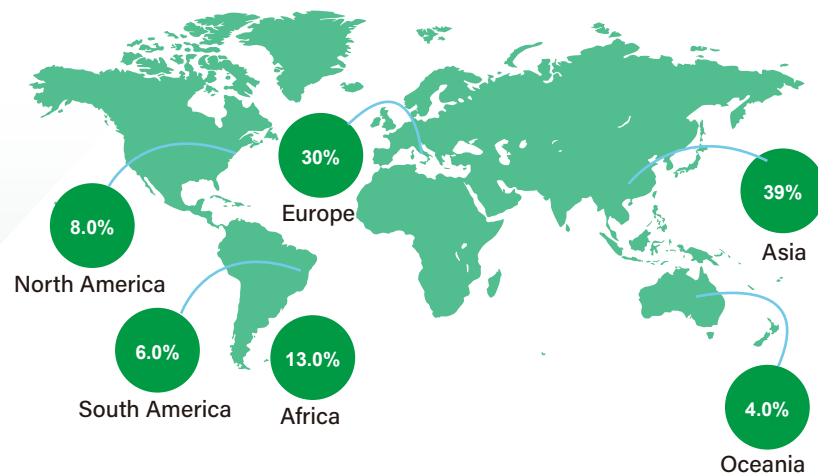 30%
Europe
39%
Asia
8.0%
North America
6.0%
South America
13.0%
Africa
4.0%
Oceania